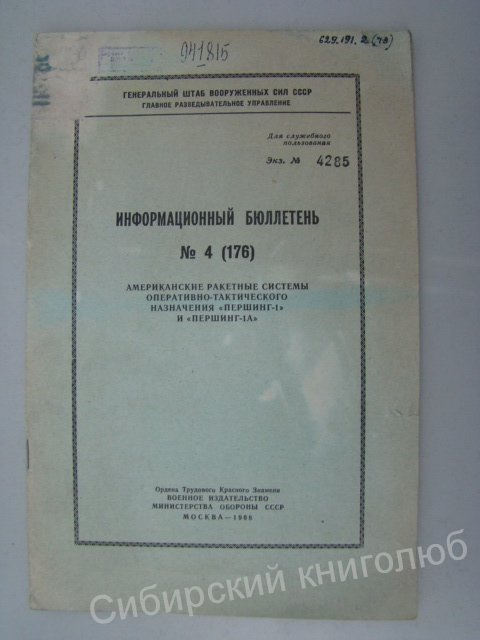 941815
629.191.2(73)
ГЕНЕРАЛЬНЫЙ ШТАБ ВООРУЖЕННЫХ СИЛ СССР
ГЛАВНОЕ РАЗВЕДЫВАТЕЛЬНОЕ УПРАВЛЕНИЕ
Для служебного
пользования
Экз. № 4285
ИНФОРМАЦИОННЫЙ БЮЛЛЕТЕНЬ
№ 4 (176)
АМЕРИКАНСКИЕ РАКЕТНЫЕ СИСТЕМЫ
ОПЕРАТИВНО-ТАКТИЧЕСКОГО
НАЗНАЧЕНИЯ «ПЕРШИНГ-1»
И «ПЕРШИНГ-1А»
Ордена Трудового Красного Знамени
ВОЕННОЕ ИЗДАТЕЛЬСТВО
МИНИСТЕРСТВА ОБОРОНЫ СССР
МОСКВА — 1968
Сибирский книголюб